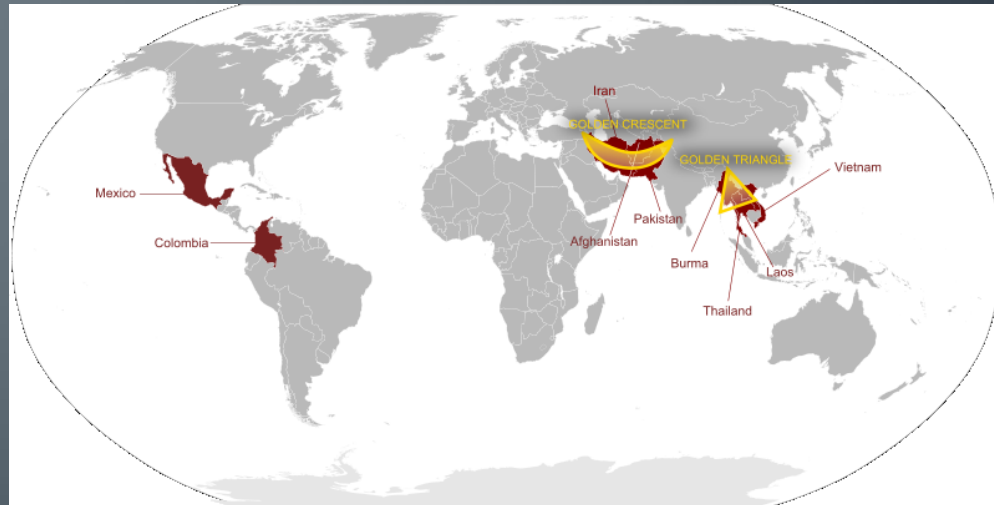 Iran
GOLDEN CRESCENT
GOLDEN TRIANGLE
Vietnam
Mexico
Pakistan
Colombia
Afghanistan
Burma
Laos
Thailand